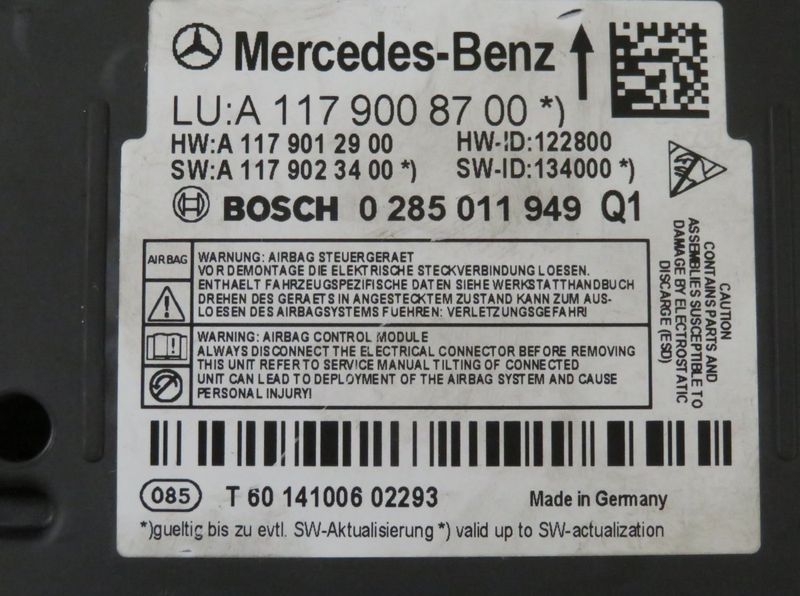 Mercedes-Benz
LU:A 117 900 87 00 *)
HW:A 117 901 29 00 HW-ID:122800
SW:A 117 902 34 00 *) SW-ID:134000 *)
BOSCH 0 285 011 949 Q1
AIRBAG
WARNUNG: AIRBAG STEUERGERAET
VOR DEMONTAGE DIE ELEKTRISCHE STECKVERBINDUNG LOESEN.
ENTHAELT FAHRZEUGSPEZIFISCHE DATEN SIEHE WERKSTATTHANDBUCH
DREHEN DES GERAETS IN ANGESTECKTEM ZUSTAND KANN ZUM AUS-
LOESEN DES AIRBAGSYSTEMS FUEHREN: VERLETZUNGSGEFAHR!
WARNING: AIRBAG CONTROL MODULE
ALWAYS DISCONNECT THE ELECTRICAL CONNECTOR BEFORE REMOVING
THIS UNIT REFER TO SERVICE MANUAL TILTING OF CONNECTED
UNIT CAN LEAD TO DEPLOYMENT OF THE AIRBAG SYSTEM AND CAUSE
PERSONAL INJURY!
CAUTION
CONTAINS PARTS AND
ASSEMBLIES SUSCEPTIBLE TO
DAMAGE BY ELECTROSTATIC
DISCHARGE (ESD)
085 T 60 141006 02293 Made in Germany
*)gueltig bis zu evtl. SW-Aktualisierung *) valid up to SW-actualization